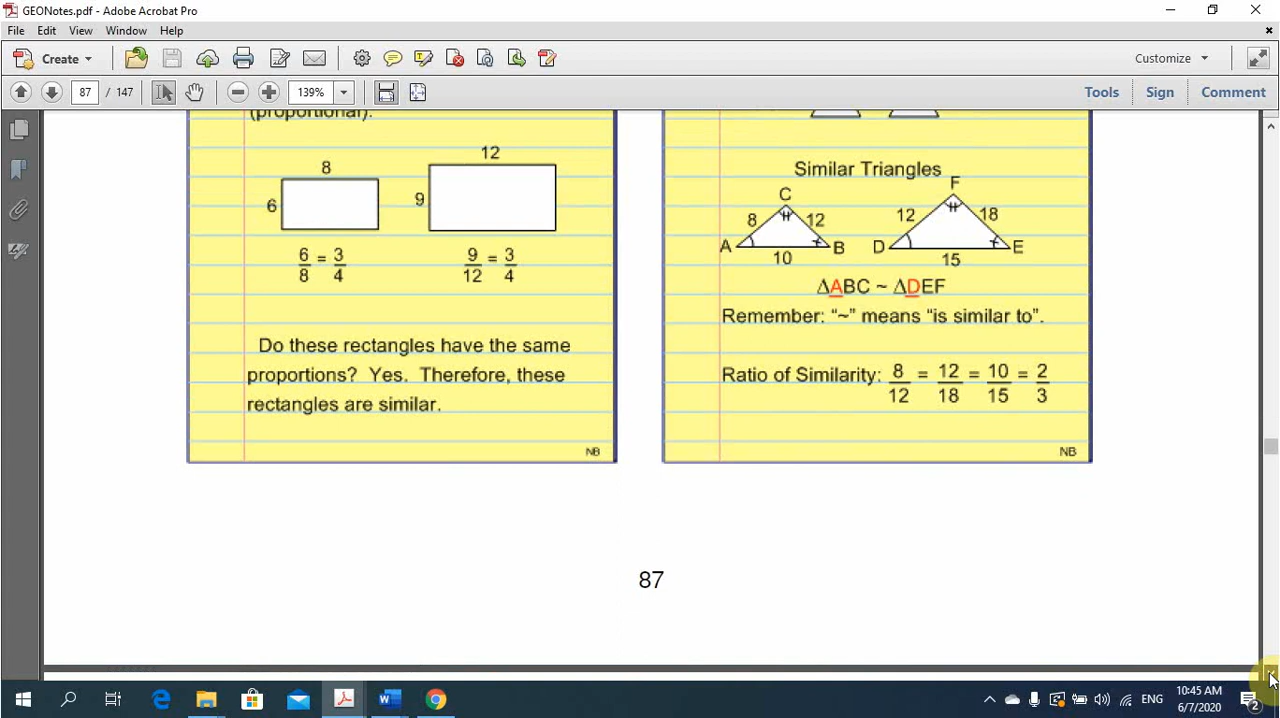 GEONotes.pdf - Adobe Acrobat Pro
File Edit View Window Help
Create
Customize
87 / 147
139%
Tools Sign Comment
(proportional).
8
6
12
9
6/8 = 3/4
9/12 = 3/4
Do these rectangles have the same
proportions? Yes. Therefore, these
rectangles are similar.
NB
Similar Triangles
C
8 12
A B
10
F
12 18
D E
15
ΔABC ~ ΔDEF
Remember: “~” means “is similar to”.
Ratio of Similarity: 8/12 = 12/18 = 10/15 = 2/3
NB
87
ENG
10:45 AM
6/7/2020
2